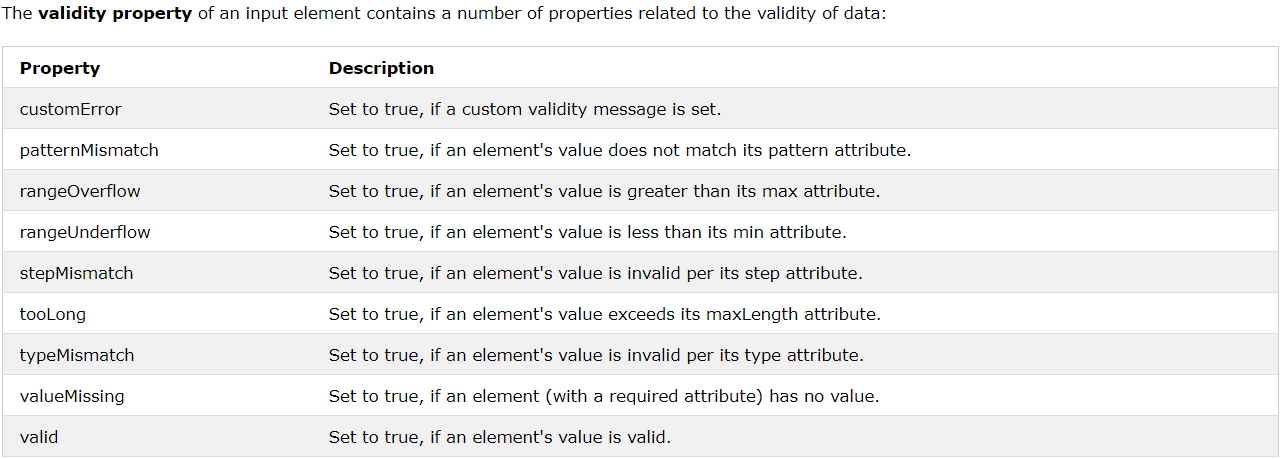 The validity property of an input element contains a number of properties related to the validity of data:
Property Description
customError Set to true, if a custom validity message is set.
patternMismatch Set to true, if an element's value does not match its pattern attribute.
rangeOverflow Set to true, if an element's value is greater than its max attribute.
rangeUnderflow Set to true, if an element's value is less than its min attribute.
stepMismatch Set to true, if an element's value is invalid per its step attribute.
tooLong Set to true, if an element's value exceeds its maxLength attribute.
typeMismatch Set to true, if an element's value is invalid per its type attribute.
valueMissing Set to true, if an element (with a required attribute) has no value.
valid Set to true, if an element's value is valid.